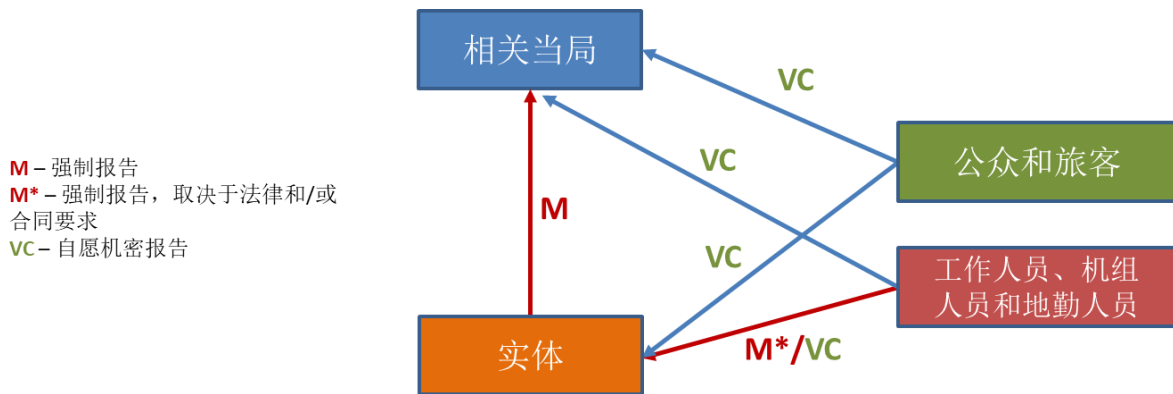 相关当局
VC
公众和旅客
VC
M – 强制报告
M* – 强制报告，取决于法律和/或
合同要求
VC – 自愿机密报告
M
VC
工作人员、机组
人员和地勤人员
实体
M*/VC